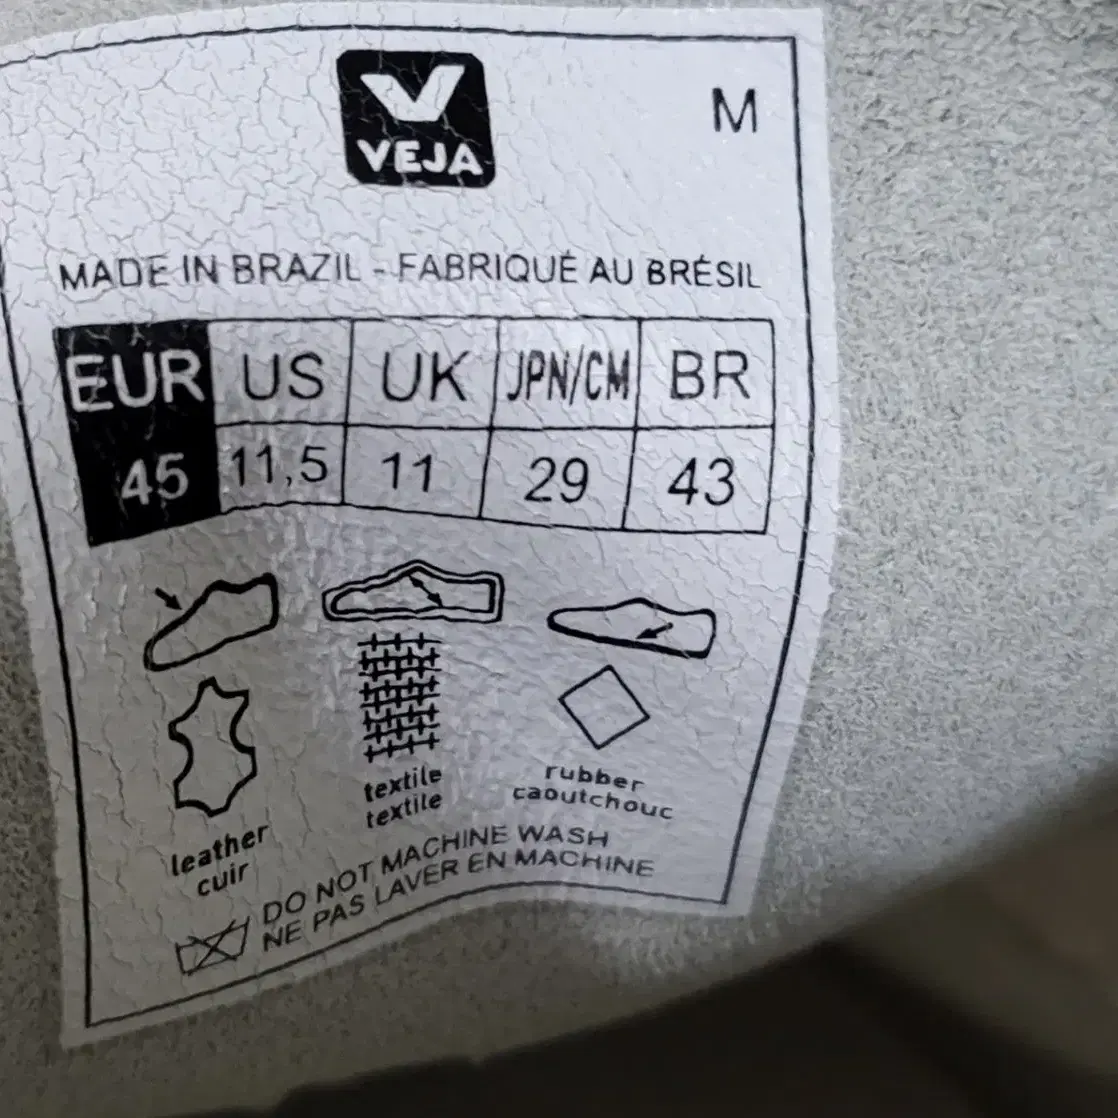 M
VEJA
MADE IN BRAZIL - FABRIQUÉ AU BRÉSIL
EUR US UK JPN/CM BR
45 11,5 11 29 43
textile
textile
rubber
caoutchouc
leather
cuir
DO NOT MACHINE WASH
NE PAS LAVER EN MACHINE